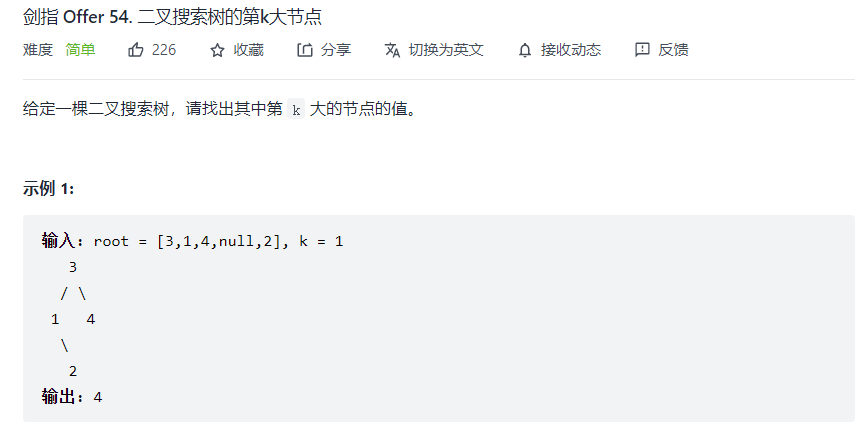 剑指 Offer 54. 二叉搜索树的第k大节点
难度 简单 226 收藏 分享 切换为英文 接收动态 反馈
给定一棵二叉搜索树，请找出其中第 k 大的节点的值。
示例 1:
输入: root = [3,1,4,null,2], k = 1
3
/ \
1 4
\
2
输出: 4